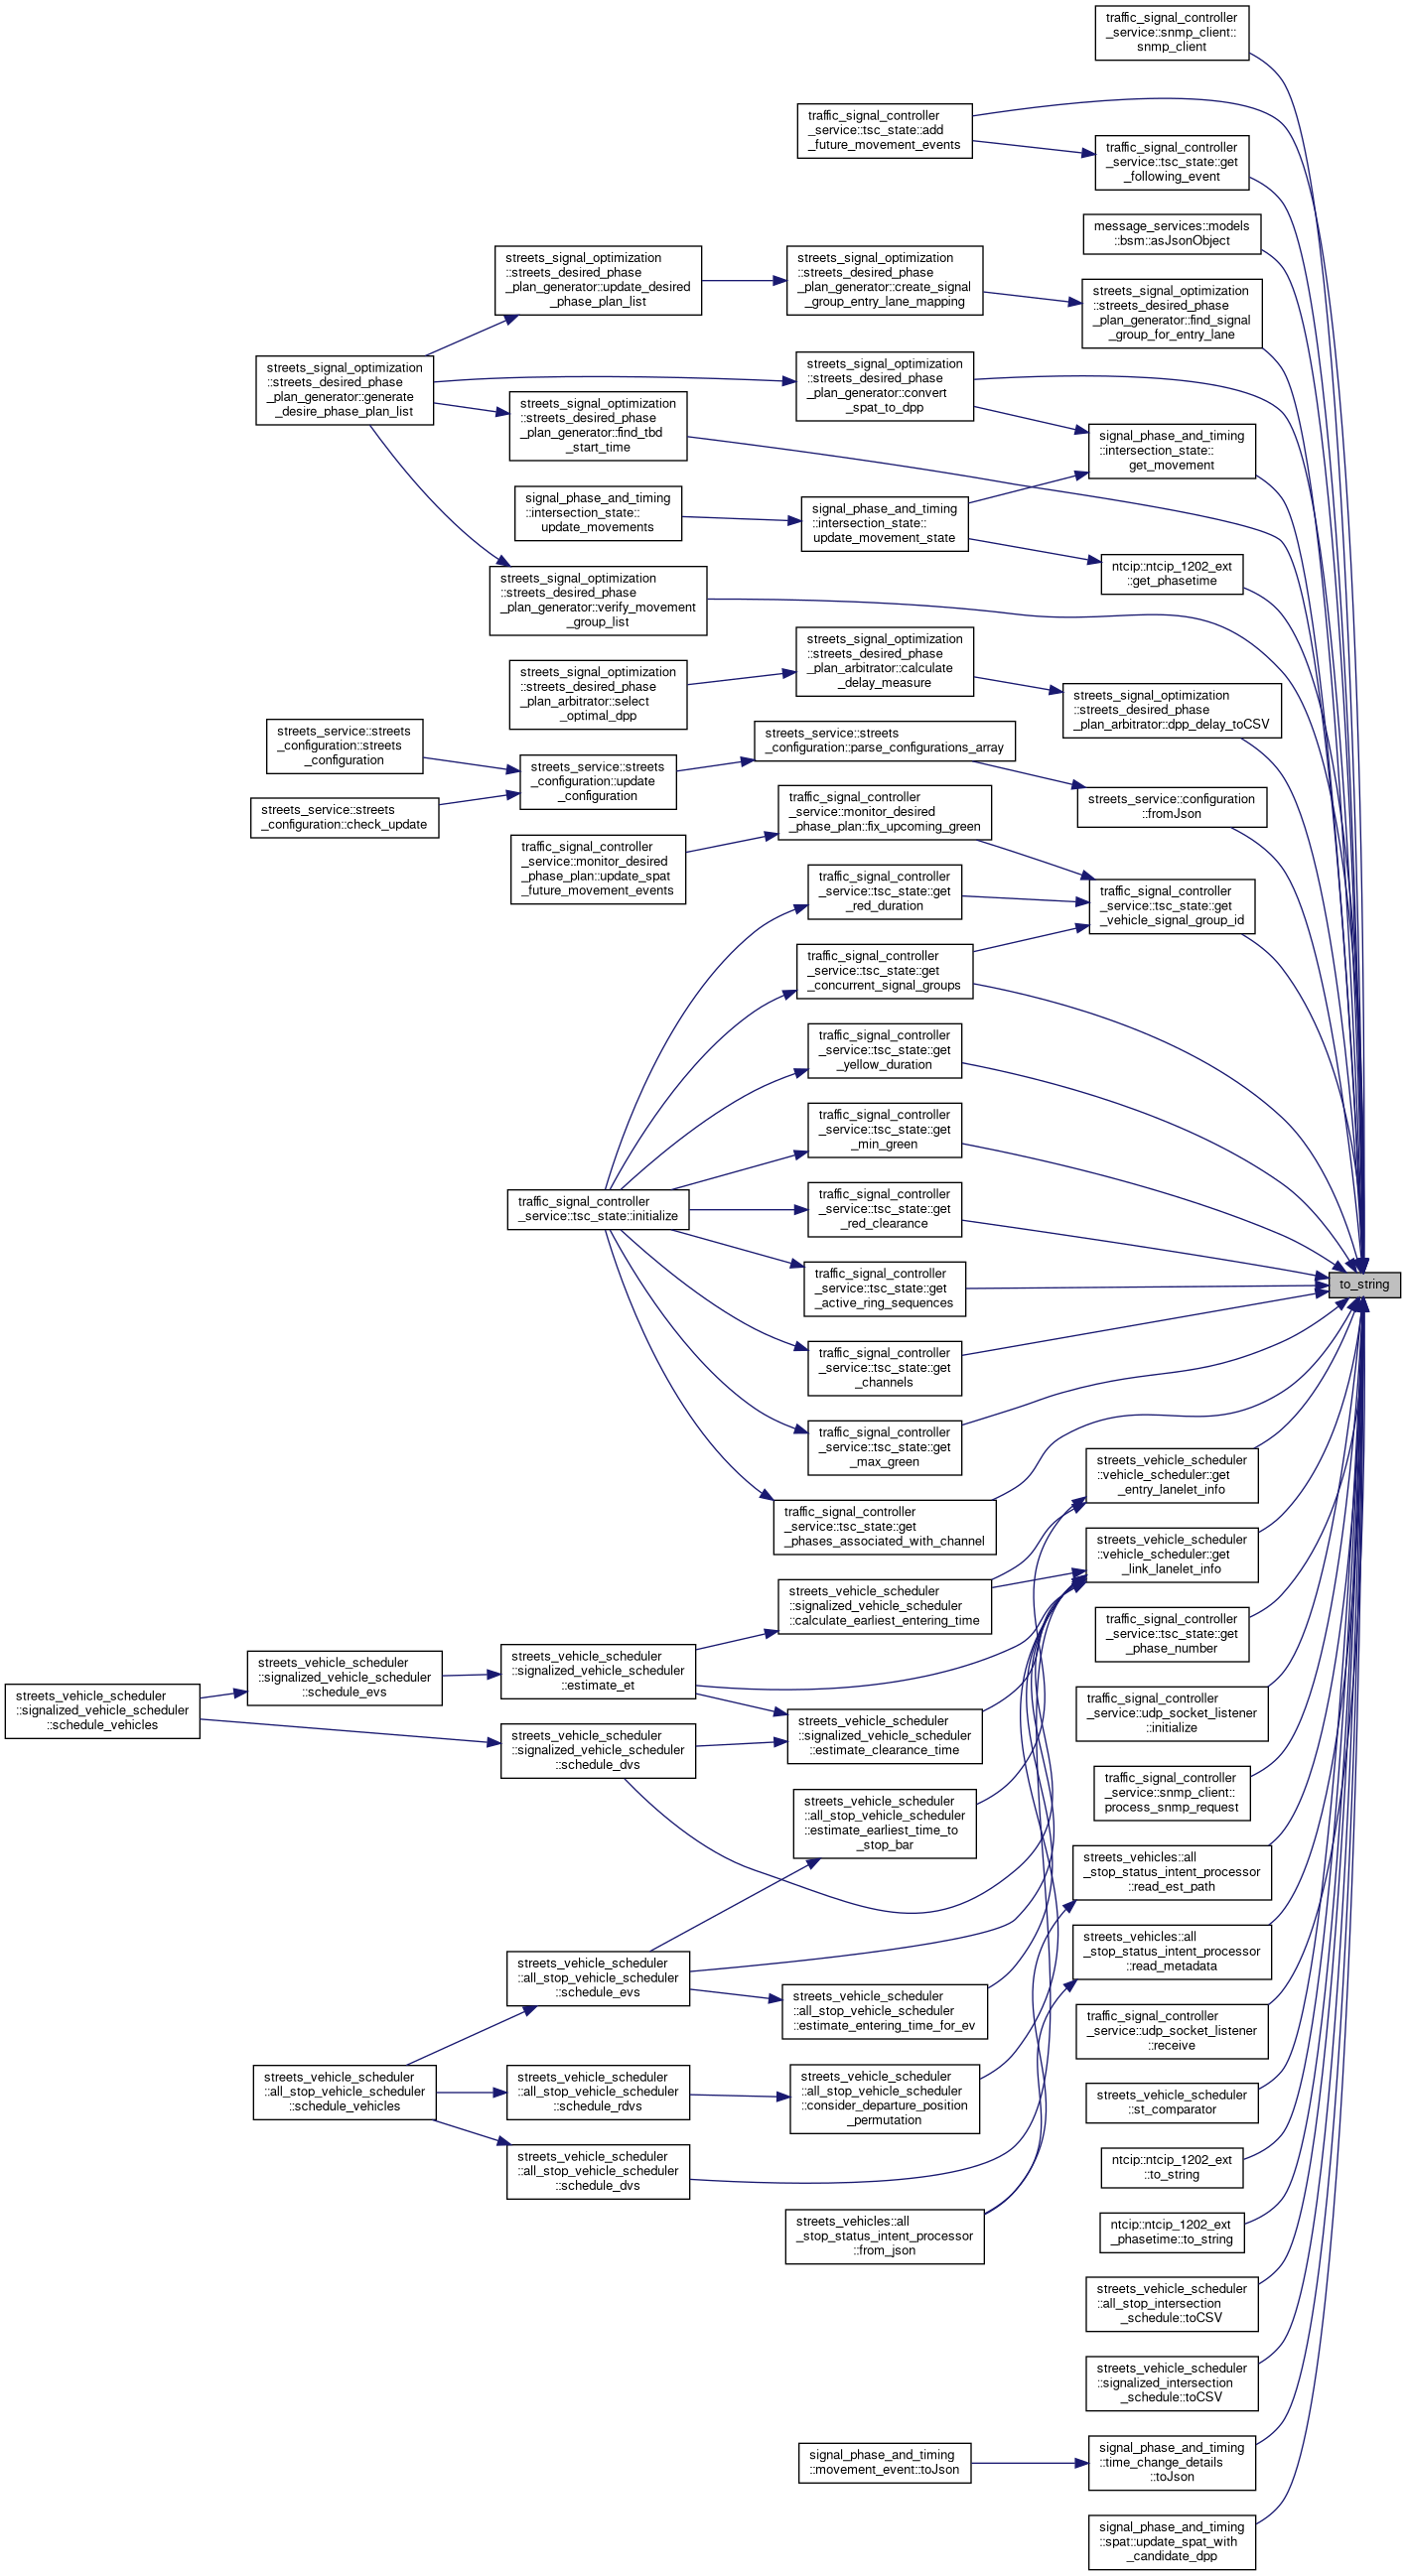 traffic_signal_controller
_service::snmp_client::
snmp_client
traffic_signal_controller
_service::tsc_state::add
_future_movement_events
traffic_signal_controller
_service::tsc_state::get
_following_event
message_services::models
::bsm::asJsonObject
streets_signal_optimization
::streets_desired_phase
_plan_generator::update_desired
_phase_plan_list
streets_signal_optimization
::streets_desired_phase
_plan_generator::create_signal
_group_entry_lane_mapping
streets_signal_optimization
::streets_desired_phase
_plan_generator::find_signal
_group_for_entry_lane
streets_signal_optimization
::streets_desired_phase
_plan_generator::generate
_desire_phase_plan_list
streets_signal_optimization
::streets_desired_phase
_plan_generator::convert
_spat_to_dpp
streets_signal_optimization
::streets_desired_phase
_plan_generator::find_tbd
_start_time
signal_phase_and_timing
::intersection_state::
get_movement
signal_phase_and_timing
::intersection_state::
update_movements
signal_phase_and_timing
::intersection_state::
update_movement_state
ntcip::ntcip_1202_ext
::get_phasetime
streets_signal_optimization
::streets_desired_phase
_plan_generator::verify_movement
_group_list
streets_signal_optimization
::streets_desired_phase
_plan_arbitrator::calculate
_delay_measure
streets_signal_optimization
::streets_desired_phase
_plan_arbitrator::select
_optimal_dpp
streets_signal_optimization
::streets_desired_phase
_plan_arbitrator::dpp_delay_toCSV
streets_service::streets
_configuration::streets
_configuration
streets_service::streets
_configuration::parse_configurations_array
streets_service::streets
_configuration::update
_configuration
streets_service::configuration
::fromJson
streets_service::streets
_configuration::check_update
traffic_signal_controller
_service::monitor_desired
_phase_plan::fix_upcoming_green
traffic_signal_controller
_service::monitor_desired
_phase_plan::update_spat
_future_movement_events
traffic_signal_controller
_service::tsc_state::get
_red_duration
traffic_signal_controller
_service::tsc_state::get
_vehicle_signal_group_id
traffic_signal_controller
_service::tsc_state::get
_concurrent_signal_groups
traffic_signal_controller
_service::tsc_state::get
_yellow_duration
traffic_signal_controller
_service::tsc_state::get
_min_green
traffic_signal_controller
_service::tsc_state::initialize
traffic_signal_controller
_service::tsc_state::get
_red_clearance
traffic_signal_controller
_service::tsc_state::get
_active_ring_sequences
to_string
traffic_signal_controller
_service::tsc_state::get
_channels
traffic_signal_controller
_service::tsc_state::get
_max_green
streets_vehicle_scheduler
::vehicle_scheduler::get
_entry_lanelet_info
traffic_signal_controller
_service::tsc_state::get
_phases_associated_with_channel
streets_vehicle_scheduler
::vehicle_scheduler::get
_link_lanelet_info
streets_vehicle_scheduler
::signalized_vehicle_scheduler
::calculate_earliest_entering_time
traffic_signal_controller
_service::tsc_state::get
_phase_number
streets_vehicle_scheduler
::signalized_vehicle_scheduler
::schedule_evs
streets_vehicle_scheduler
::signalized_vehicle_scheduler
::estimate_et
streets_vehicle_scheduler
::signalized_vehicle_scheduler
::schedule_vehicles
traffic_signal_controller
_service::udp_socket_listener
::initialize
streets_vehicle_scheduler
::signalized_vehicle_scheduler
::schedule_dvs
streets_vehicle_scheduler
::signalized_vehicle_scheduler
::estimate_clearance_time
traffic_signal_controller
_service::snmp_client::
process_snmp_request
streets_vehicle_scheduler
::all_stop_vehicle_scheduler
::estimate_earliest_time_to
_stop_bar
streets_vehicles::all
_stop_status_intent_processor
::read_est_path
streets_vehicles::all
_stop_status_intent_processor
::read_metadata
streets_vehicle_scheduler
::all_stop_vehicle_scheduler
::schedule_evs
streets_vehicle_scheduler
::all_stop_vehicle_scheduler
::estimate_entering_time_for_ev
traffic_signal_controller
_service::udp_socket_listener
::receive
streets_vehicle_scheduler
::all_stop_vehicle_scheduler
::schedule_vehicles
streets_vehicle_scheduler
::all_stop_vehicle_scheduler
::schedule_rdvs
streets_vehicle_scheduler
::all_stop_vehicle_scheduler
::consider_departure_position
_permutation
streets_vehicle_scheduler
::st_comparator
streets_vehicle_scheduler
::all_stop_vehicle_scheduler
::schedule_dvs
ntcip::ntcip_1202_ext
::to_string
streets_vehicles::all
_stop_status_intent_processor
::from_json
ntcip::ntcip_1202_ext
_phasetime::to_string
streets_vehicle_scheduler
::all_stop_intersection
_schedule::toCSV
streets_vehicle_scheduler
::signalized_intersection
_schedule::toCSV
signal_phase_and_timing
::movement_event::toJson
signal_phase_and_timing
::time_change_details
::toJson
signal_phase_and_timing
::spat::update_spat_with
_candidate_dpp